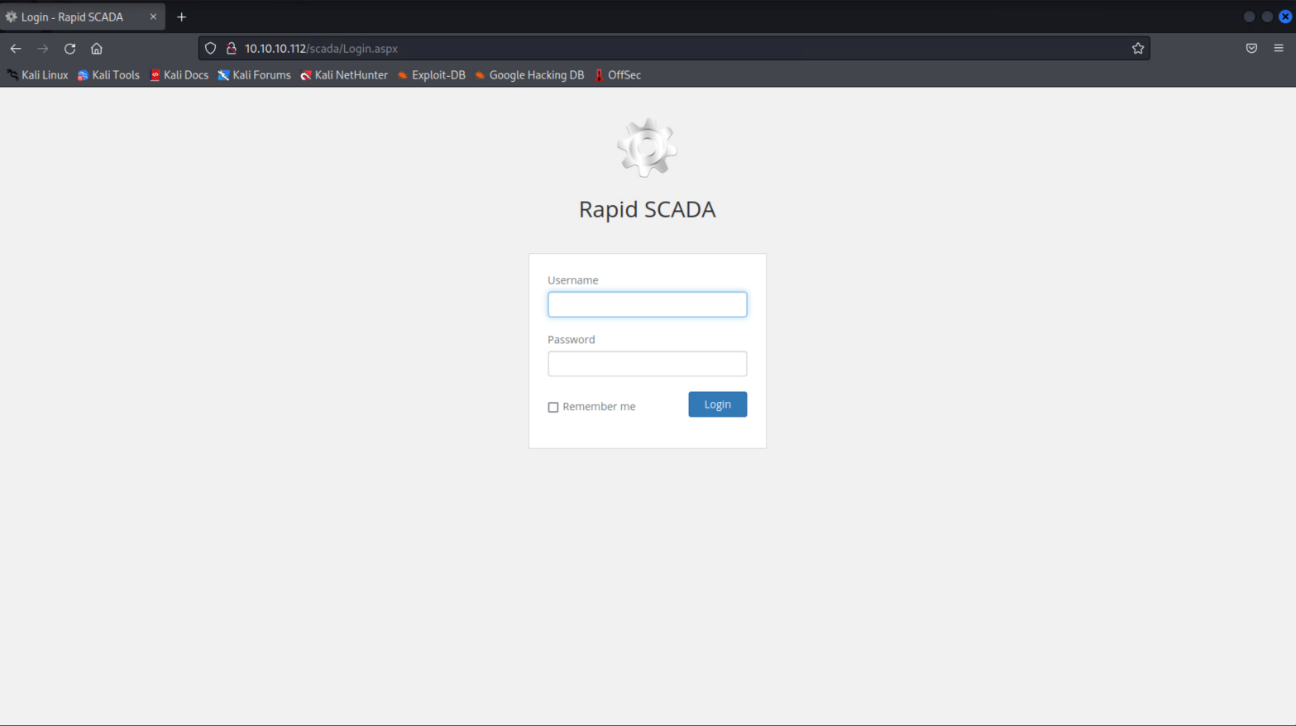 Login - Rapid SCADA
10.10.10.112/scada/Login.aspx
Kali Linux Kali Tools Kali Docs Kali Forums Kali NetHunter Exploit-DB Google Hacking DB OffSec
Rapid SCADA
Username
Password
Remember me Login